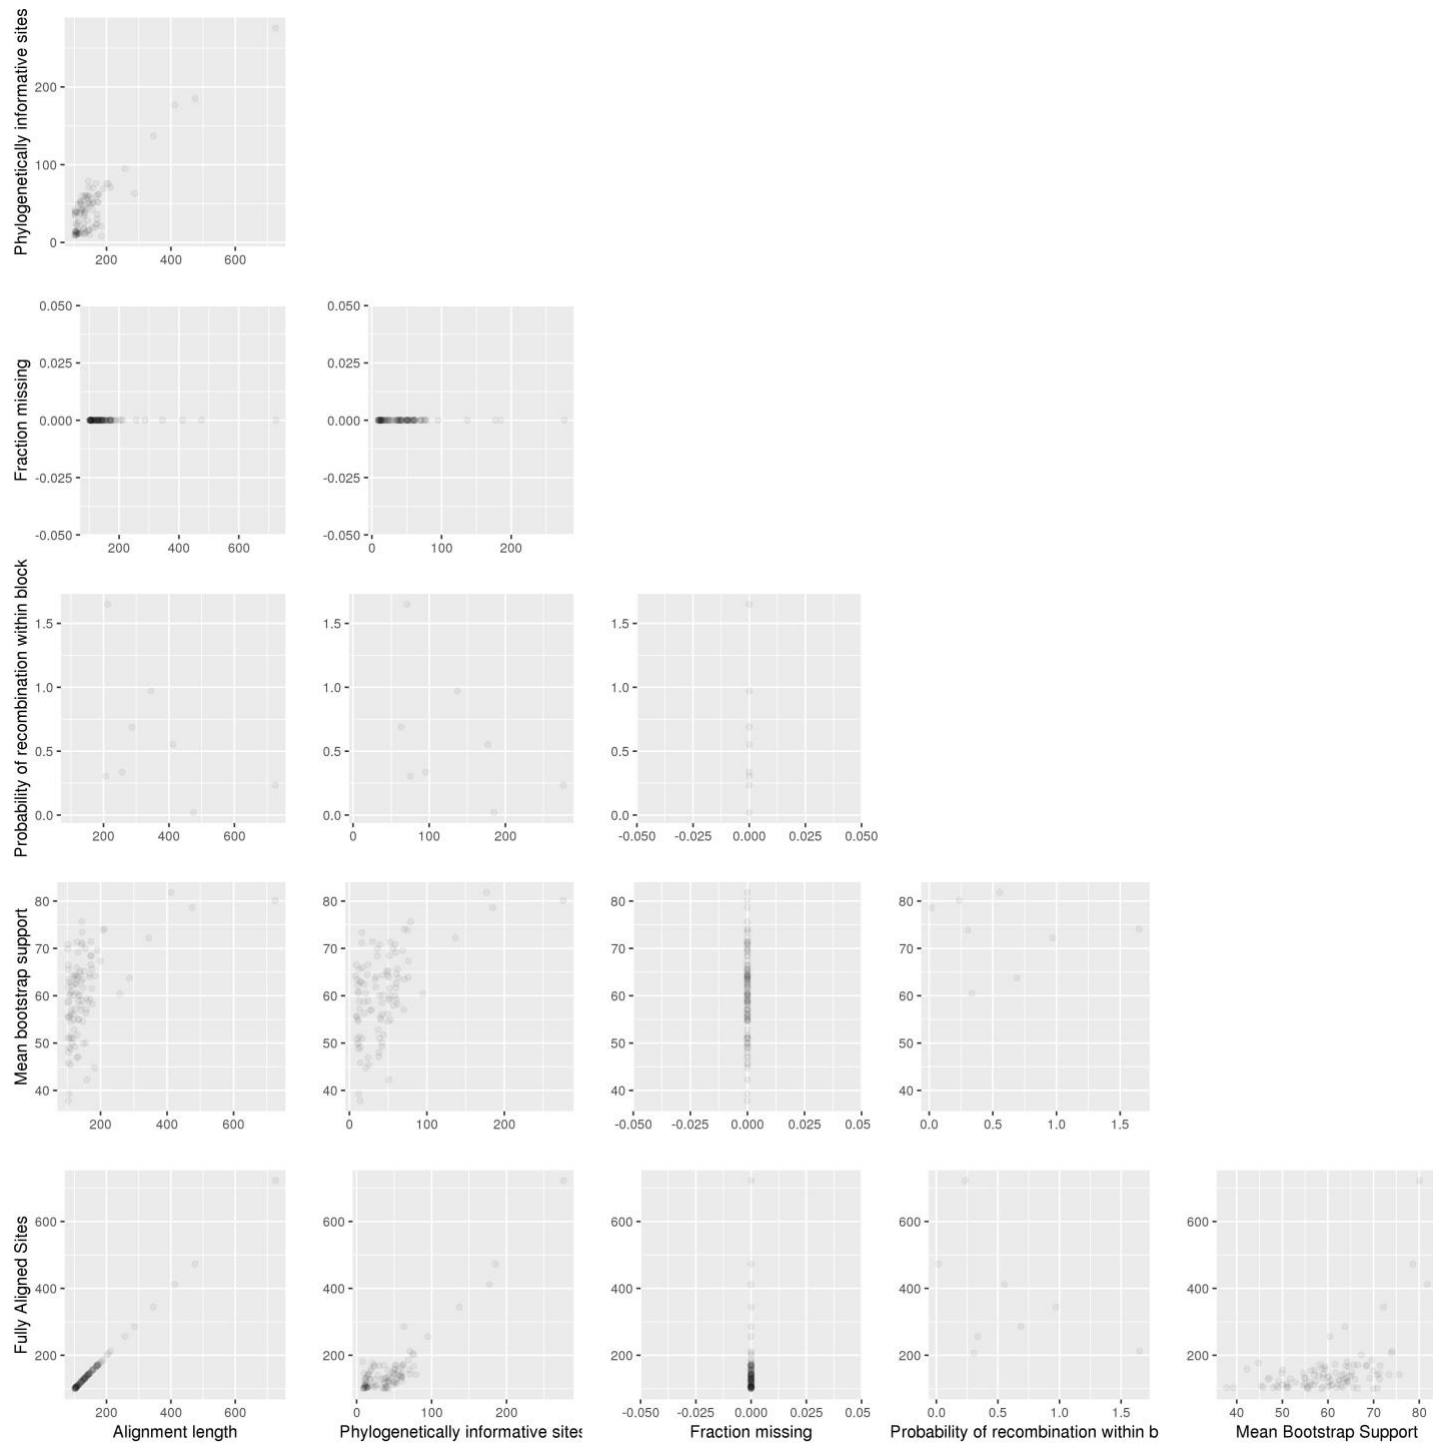 Phylogenetically informative sites
200
100
0
200 400 600
Fraction missing
0.050
0.025
0.000
-0.025
-0.050
200 400 600
0.050
0.025
0.000
-0.025
-0.050
0 100 200
Probability of recombination within block
1.5
1.0
0.5
0.0
200 400 600
1.5
1.0
0.5
0.0
0 100 200
1.5
1.0
0.5
0.0
-0.050 -0.025 0.000 0.025 0.050
Mean bootstrap support
80
70
60
50
40
200 400 600
80
70
60
50
40
0 100 200
80
70
60
50
40
-0.050 -0.025 0.000 0.025 0.05
80
70
60
50
40
0.0 0.5 1.0 1.5
Fully Aligned Sites
600
400
200
200 400 600
Alignment length
600
400
200
0 100 200
Phylogenetically informative sites
600
400
200
-0.050 -0.025 0.000 0.025 0.05
Fraction missing
600
400
200
0.0 0.5 1.0 1.5
Probability of recombination within b
600
400
200
40 50 60 70 80
Mean Bootstrap Support